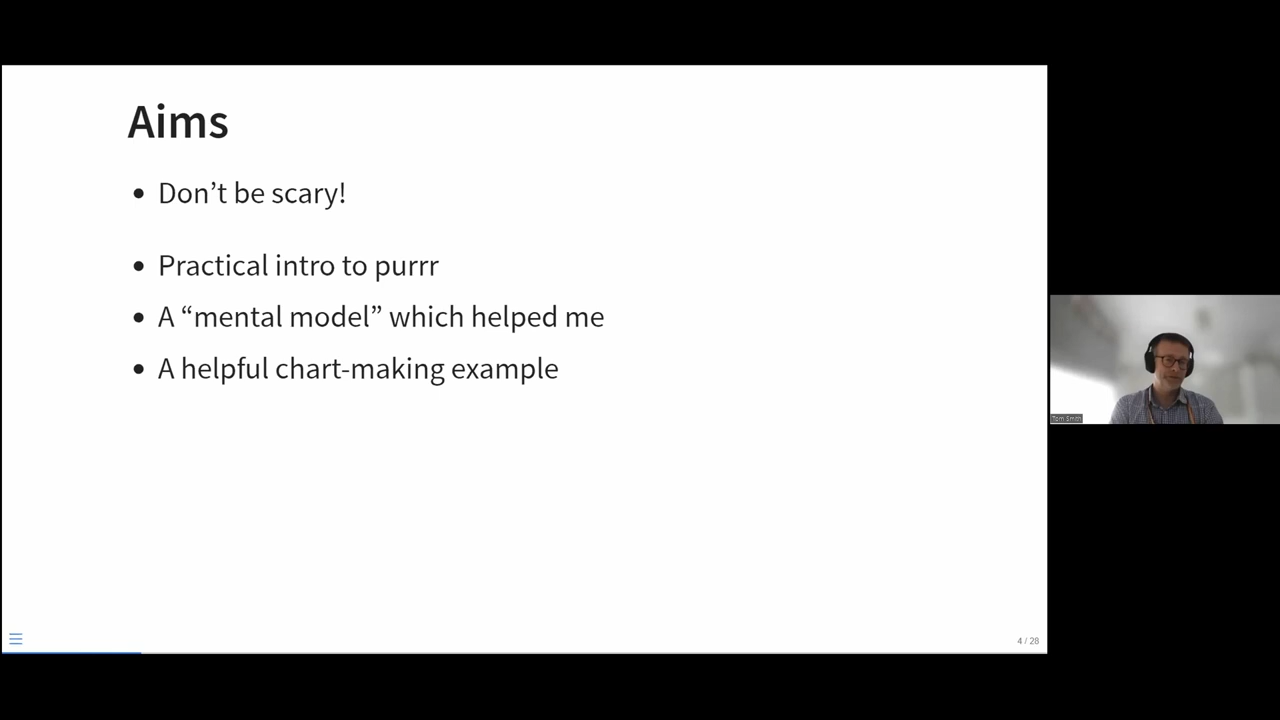 Aims
• Don’t be scary!
• Practical intro to purrr
• A “mental model” which helped me
• A helpful chart-making example
Tom Smith
4 / 28